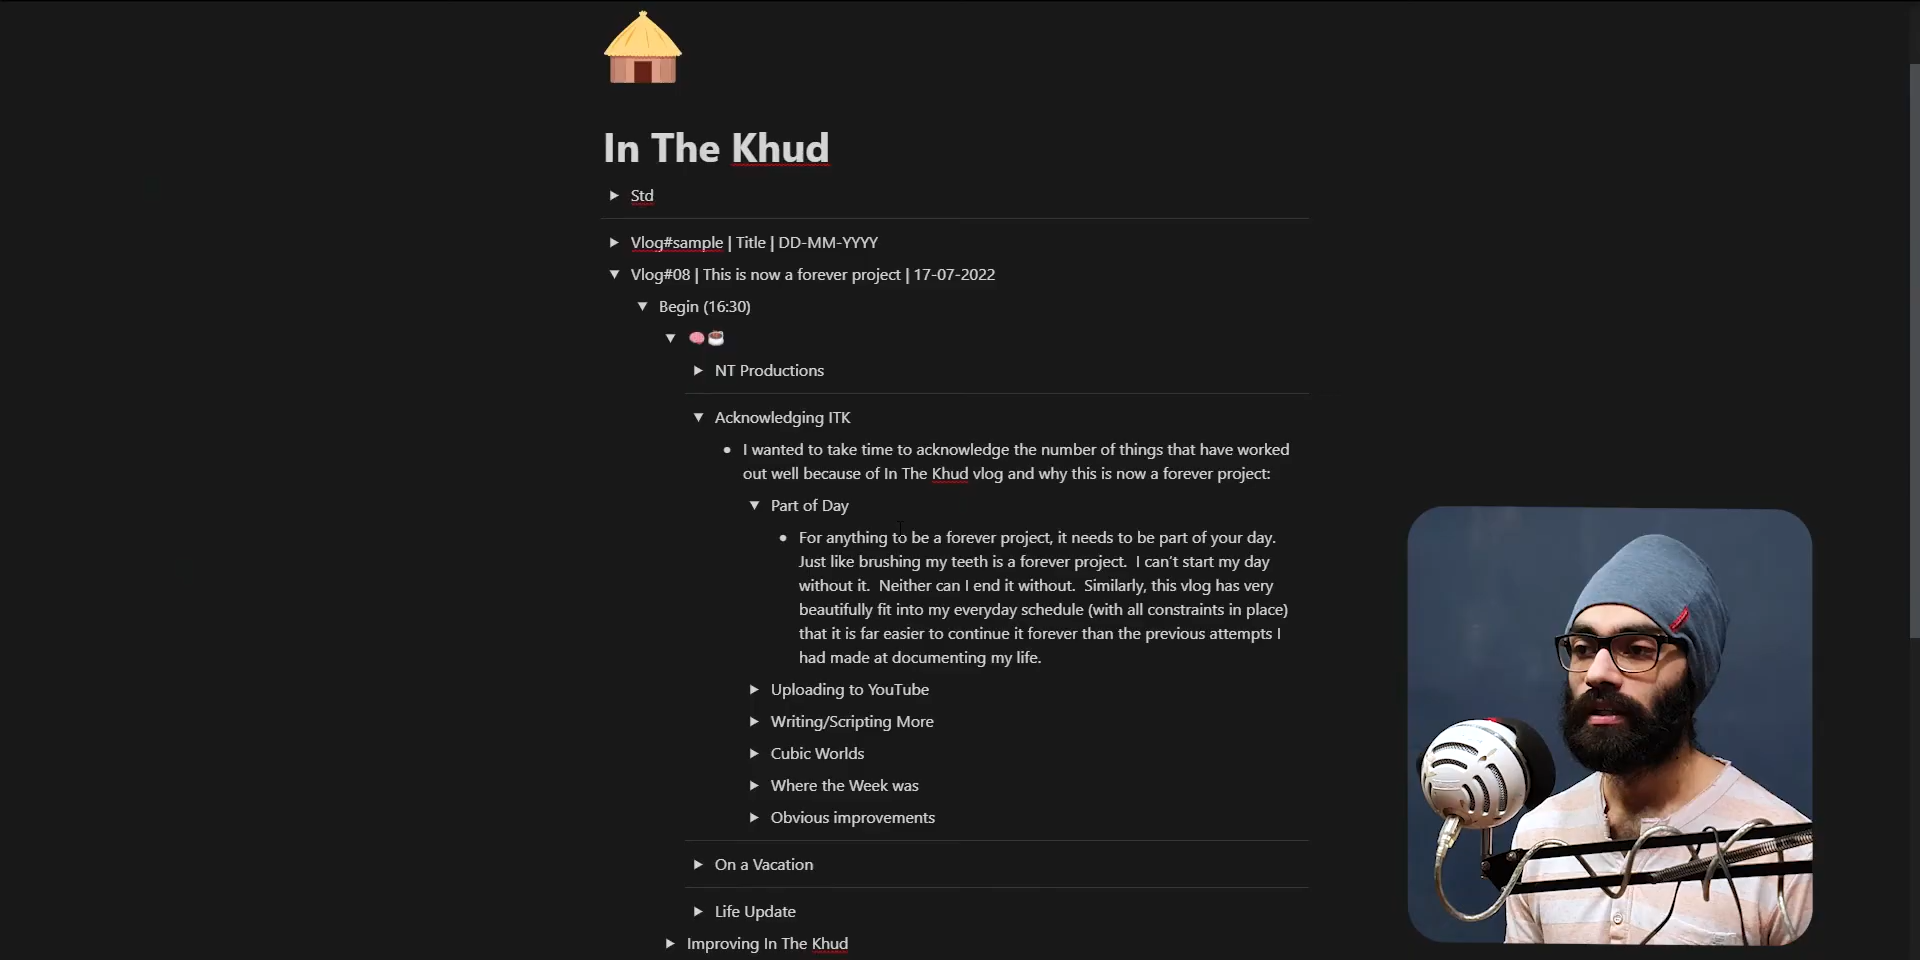 In The Khud
Std
Vlog#sample | Title | DD-MM-YYYY
Vlog#08 | This is now a forever project | 17-07-2022
Begin (16:30)
NT Productions
Acknowledging ITK
I wanted to take time to acknowledge the number of things that have worked
out well because of In The Khud vlog and why this is now a forever project:
Part of Day
For anything to be a forever project, it needs to be part of your day.
Just like brushing my teeth is a forever project.  I can't start my day
without it.  Neither can I end it without.  Similarly, this vlog has very
beautifully fit into my everyday schedule (with all constraints in place)
that it is far easier to continue it forever than the previous attempts I
had made at documenting my life.
Uploading to YouTube
Writing/Scripting More
Cubic Worlds
Where the Week was
Obvious improvements
On a Vacation
Life Update
Improving In The Khud